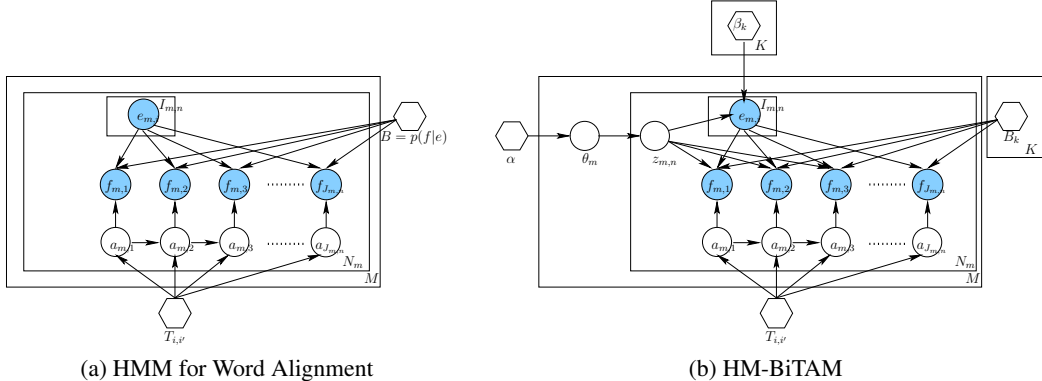 β_k
K
e_{m,i} I_{m,n}
B = p(f|e)
f_{m,1} f_{m,2} f_{m,3} ........ f_{J_{m,n}}
a_{m,1} a_{m,2} a_{m,3} ........ a_{J_{m,n}}
N_m
M
T_{i,i'}
(a) HMM for Word Alignment
e_{m,i} I_{m,n}
α θ_m z_{m,n}
B_k
K
f_{m,1} f_{m,2} f_{m,3} ........ f_{J_{m,n}}
a_{m,1} a_{m,2} a_{m,3} ........ a_{J_{m,n}}
N_m
M
T_{i,i'}
(b) HM-BiTAM